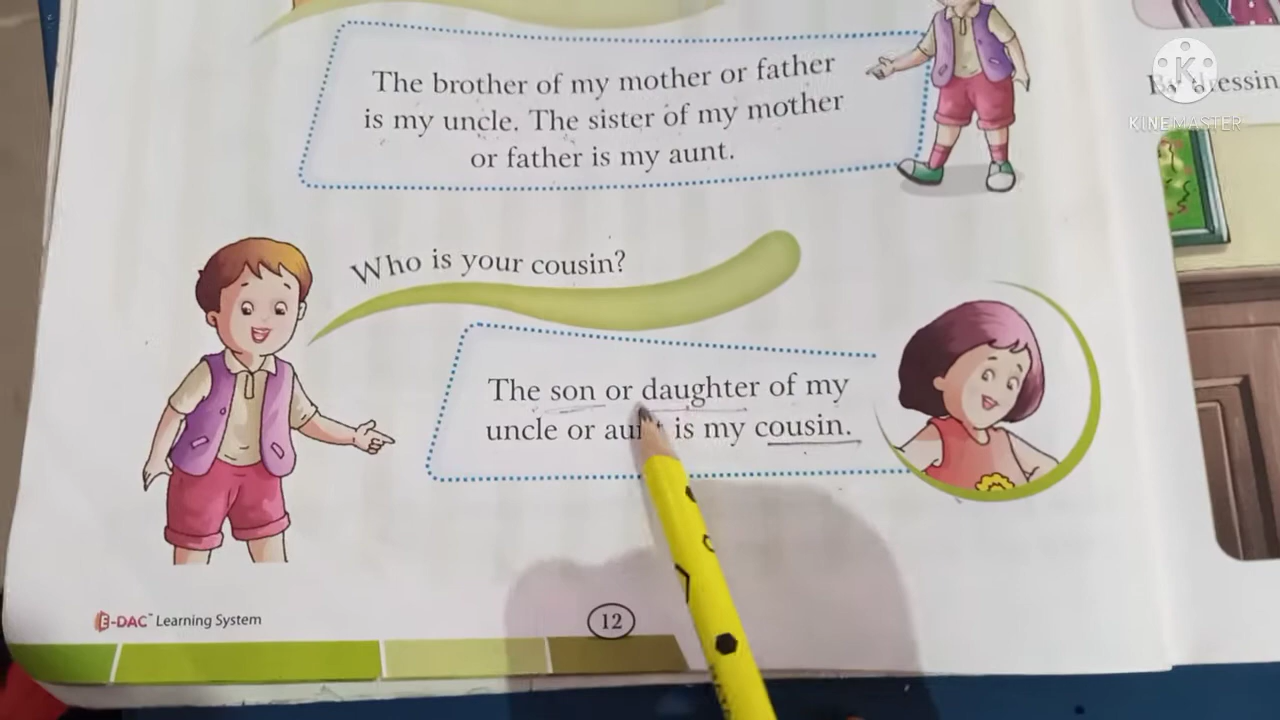 The brother of my mother or father
is my uncle. The sister of my mother
or father is my aunt.
Who is your cousin?
The son or daughter of my
uncle or aunt is my cousin.
E-DAC™ Learning System
12
K
KINEMASTER